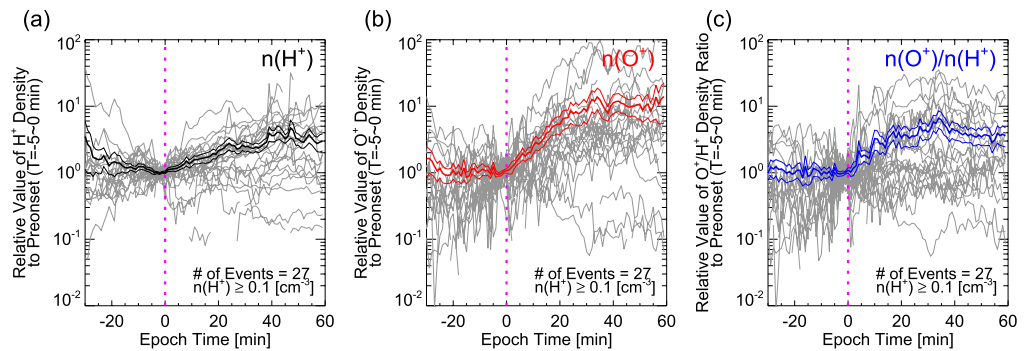 (a)
Relative Value of H⁺ Density
to Preonset (T=-5~0 min)
10²
10¹
10⁰
10⁻¹
10⁻²
n(H⁺)
# of Events = 27
n(H⁺) ≥ 0.1 [cm⁻³]
-20 0 20 40 60
Epoch Time [min]
(b)
Relative Value of O⁺ Density
to Preonset (T=-5~0 min)
10²
10¹
10⁰
10⁻¹
10⁻²
n(O⁺)
# of Events = 27
n(H⁺) ≥ 0.1 [cm⁻³]
-20 0 20 40 60
Epoch Time [min]
(c)
Relative Value of O⁺/H⁺ Density Ratio
to Preonset (T=-5~0 min)
10²
10¹
10⁰
10⁻¹
10⁻²
n(O⁺)/n(H⁺)
# of Events = 27
n(H⁺) ≥ 0.1 [cm⁻³]
-20 0 20 40 60
Epoch Time [min]